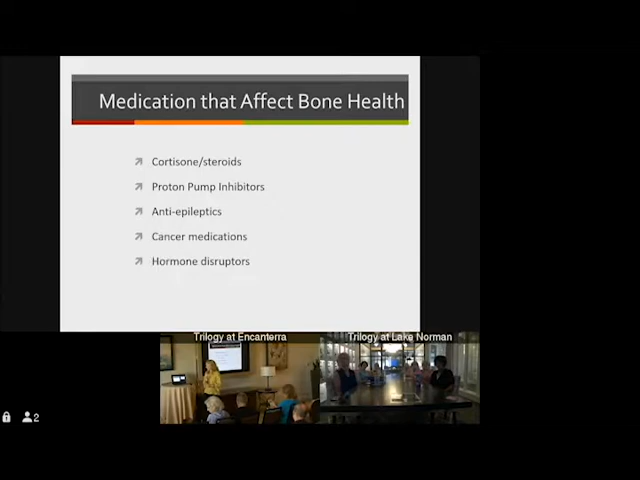 Medication that Affect Bone Health
Cortisone/steroids
Proton Pump Inhibitors
Anti-epileptics
Cancer medications
Hormone disruptors
Trilogy at Encanterra
Trilogy at Lake Norman
2